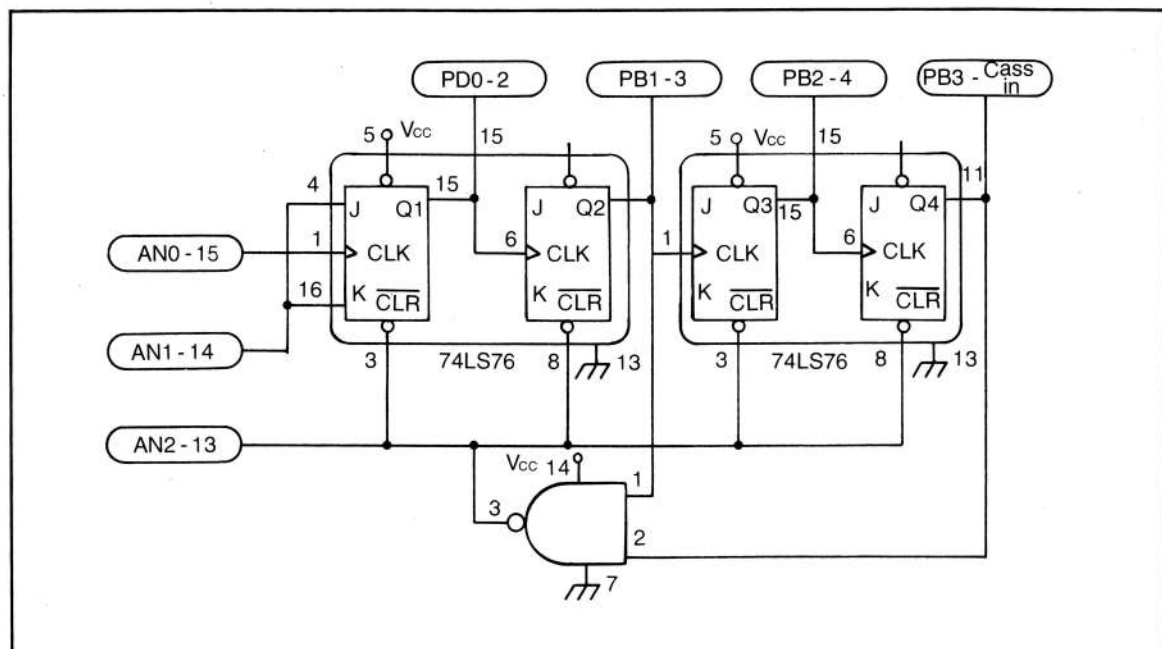 PD0 - 2
PB1 - 3
PB2 - 4
PB3 - Cass in
5 Vcc 15
5 Vcc 15
4 J Q1 15
J Q2
J Q3 15
J Q4 11
AN0 - 15
1 CLK
6 CLK
1 CLK
6 CLK
16 K CLR
K CLR
K CLR
K CLR
AN1 - 14
3 74LS76 8 13
3 74LS76 8 13
AN2 - 13
Vcc 14
1
3
2
7